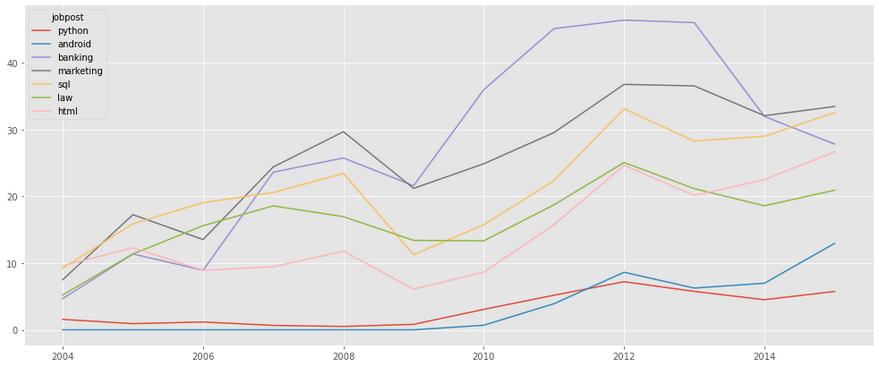 jobpost
python
android
banking
marketing
sql
law
html
40
30
20
10
0
2004 2006 2008 2010 2012 2014